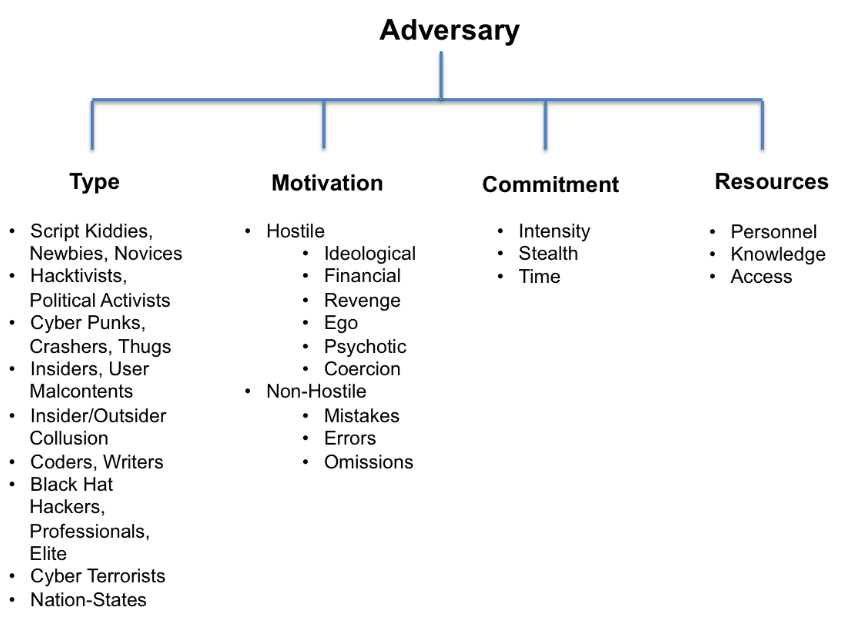 Adversary
Type
• Script Kiddies,
Newbies, Novices
• Hacktivists,
Political Activists
• Cyber Punks,
Crashers, Thugs
• Insiders, User
Malcontents
• Insider/Outsider
Collusion
• Coders, Writers
• Black Hat
Hackers,
Professionals,
Elite
• Cyber Terrorists
• Nation-States
Motivation
• Hostile
• Ideological
• Financial
• Revenge
• Ego
• Psychotic
• Coercion
• Non-Hostile
• Mistakes
• Errors
• Omissions
Commitment
• Intensity
• Stealth
• Time
Resources
• Personnel
• Knowledge
• Access